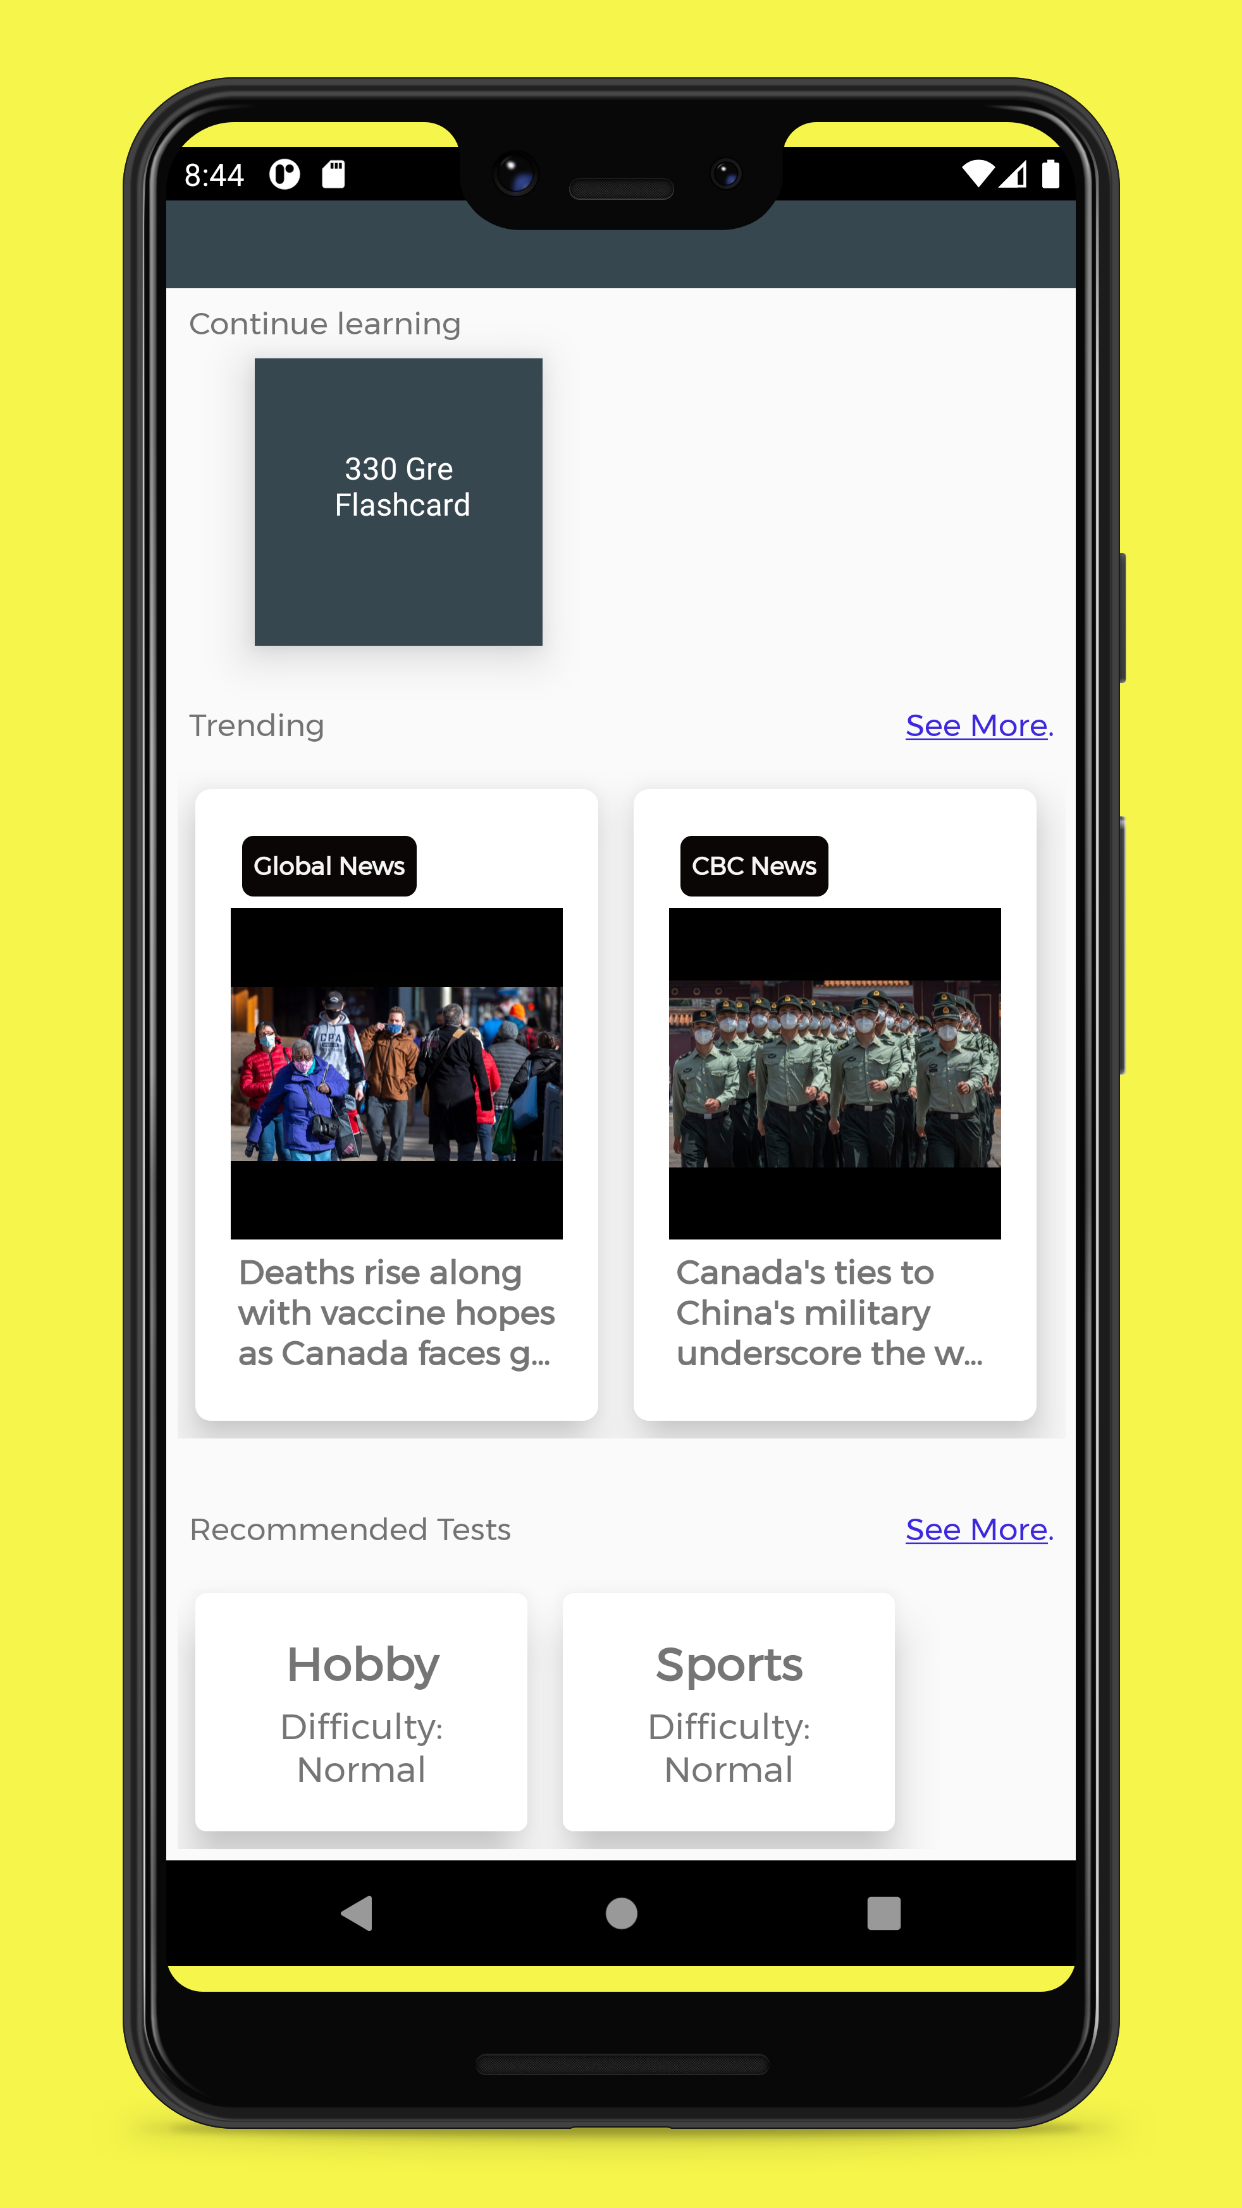 8:44
Continue learning
330 Gre
Flashcard
Trending
See More.
Global News
CBC News
Deaths rise along
with vaccine hopes
as Canada faces g...
Canada's ties to
China's military
underscore the w...
Recommended Tests
See More.
Hobby
Difficulty:
Normal
Sports
Difficulty:
Normal